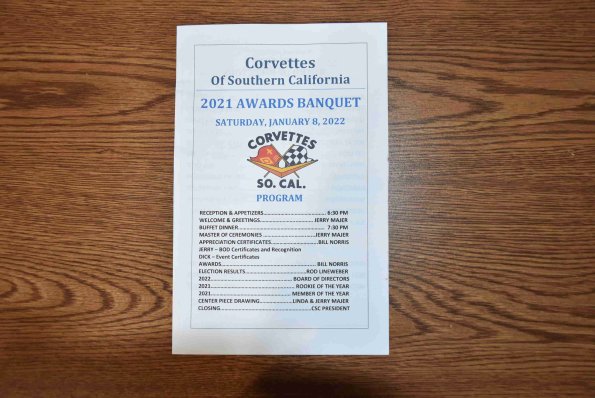 Corvettes
Of Southern California
2021 AWARDS BANQUET
SATURDAY, JANUARY 8, 2022
CORVETTES
SO. CAL.
PROGRAM
RECEPTION & APPETIZERS................................ 6:30 PM
WELCOME & GREETINGS............................JERRY MAJER
BUFFET DINNER.............................................. 7:30 PM
MASTER OF CEREMONIES ...........................JERRY MAJER
APPRECIATION CERTIFICATES........................BILL NORRIS
JERRY – BOD Certificates and Recognition
DICK – Event Certificates
AWARDS.................................................. BILL NORRIS
ELECTION RESULTS................................ROD LINEWEBER
2022.......................................... BOARD OF DIRECTORS
2021........................................... ROOKIE OF THE YEAR
2021......................................... MEMBER OF THE YEAR
CENTER PIECE DRAWING.................LINDA & JERRY MAJER
CLOSING................................................CSC PRESIDENT